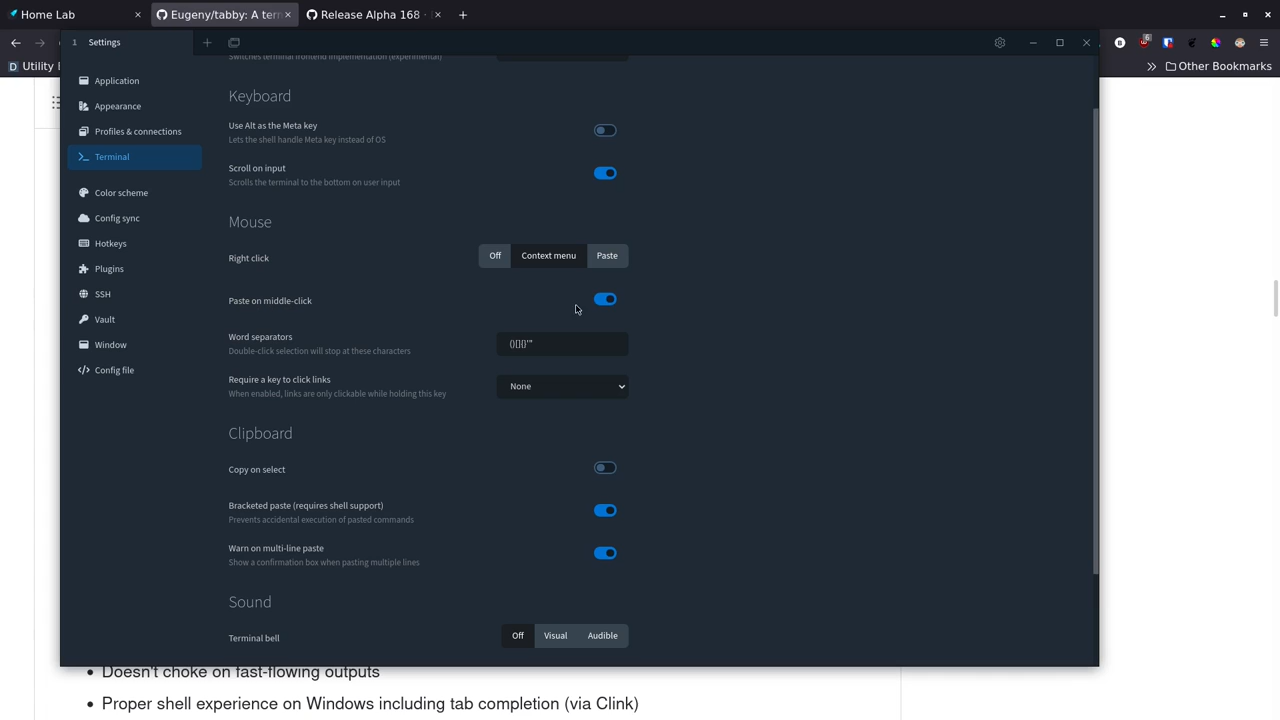 Home Lab
Eugeny/tabby: A terr
Release Alpha 168 ·
6
Utility
Other Bookmarks
1 Settings
Application
Appearance
Profiles & connections
Terminal
Color scheme
Config sync
Hotkeys
Plugins
SSH
Vault
Window
Config file
Switches terminal frontend implementation (experimental)
Keyboard
Use Alt as the Meta key
Lets the shell handle Meta key instead of OS
Scroll on input
Scrolls the terminal to the bottom on user input
Mouse
Right click
Off Context menu Paste
Paste on middle-click
Word separators
Double-click selection will stop at these characters
()[]{}'"
Require a key to click links
When enabled, links are only clickable while holding this key
None
Clipboard
Copy on select
Bracketed paste (requires shell support)
Prevents accidental execution of pasted commands
Warn on multi-line paste
Show a confirmation box when pasting multiple lines
Sound
Terminal bell
Off Visual Audible
• Doesn't choke on fast-flowing outputs
• Proper shell experience on Windows including tab completion (via Clink)